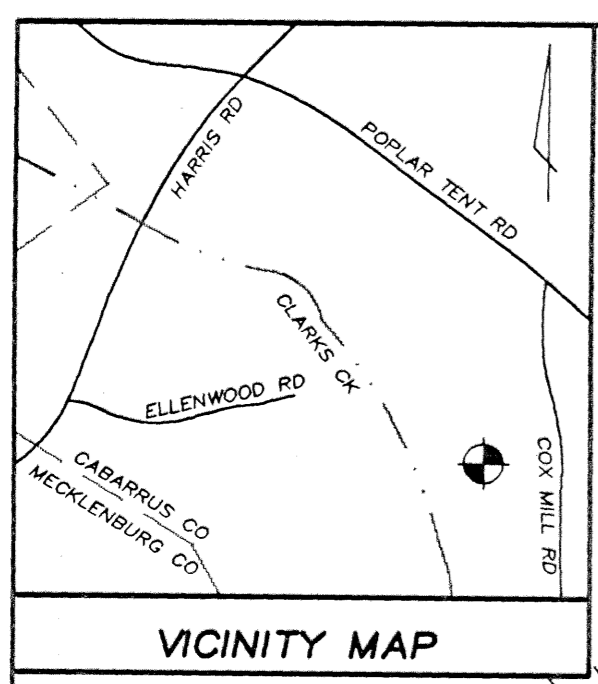 HARRIS RD
POPLAR TENT RD
CLARKS CK
ELLENWOOD RD
CABARRUS CO
MECKLENBURG CO
COX MILL RD
VICINITY MAP